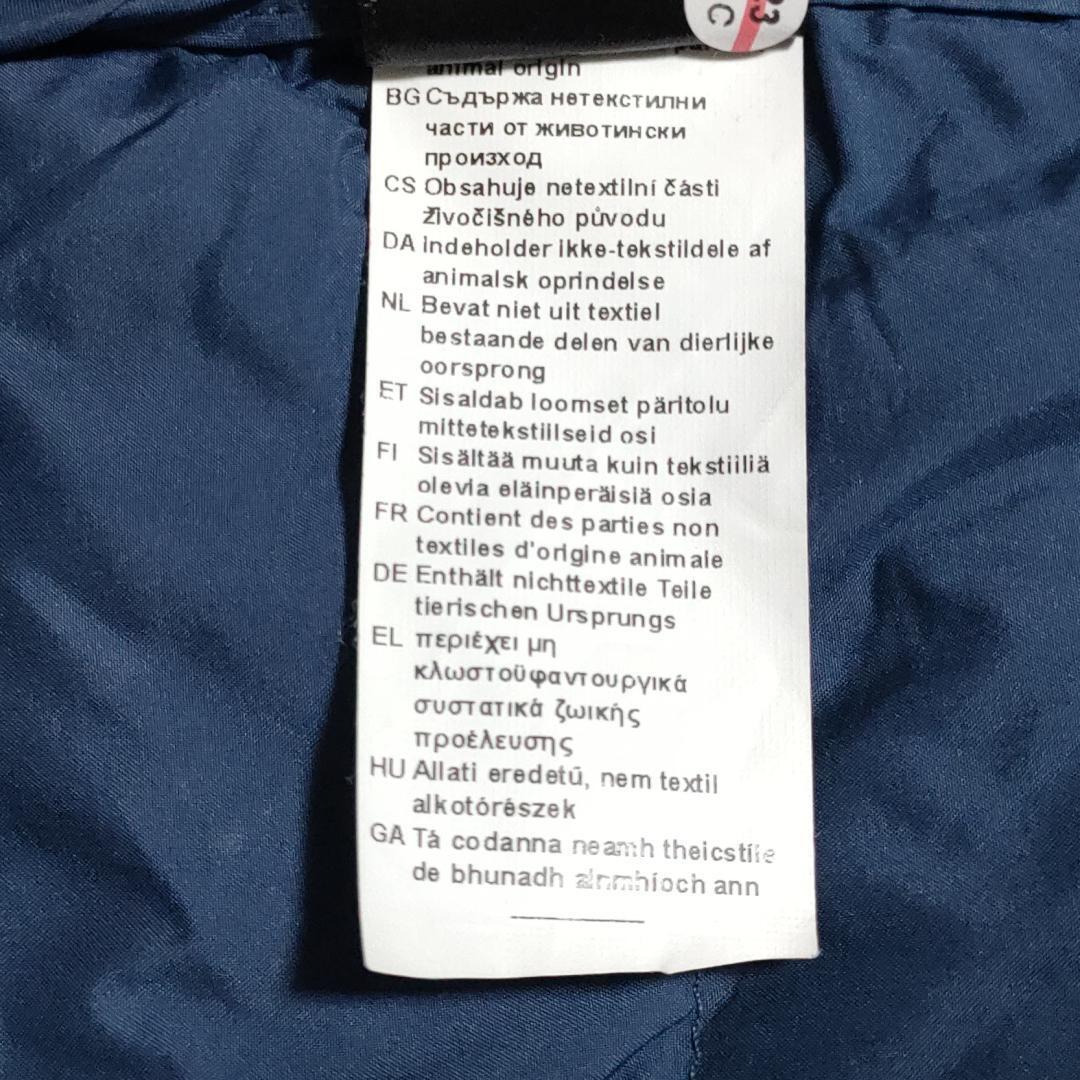 33
C
animal origin
BG Съдържа нетекстилни
части от животински
произход
CS Obsahuje netextilní části
živočišného původu
DA indeholder ikke-tekstildele af
animalsk oprindelse
NL Bevat niet uit textiel
bestaande delen van dierlijke
oorsprong
ET Sisaldab loomset päritolu
mittetekstiilseid osi
FI Sisältää muuta kuin tekstiiliä
olevia eläinperäisiä osia
FR Contient des parties non
textiles d'origine animale
DE Enthält nichttextile Teile
tierischen Ursprungs
EL περιέχει μη
κλωστοϋφαντουργικά
συστατικά ζωικής
προέλευσης
HU Állati eredetű, nem textil
alkotórészek
GA Tá codanna neamh theicstíle
de bhunadh ainmhíoch ann